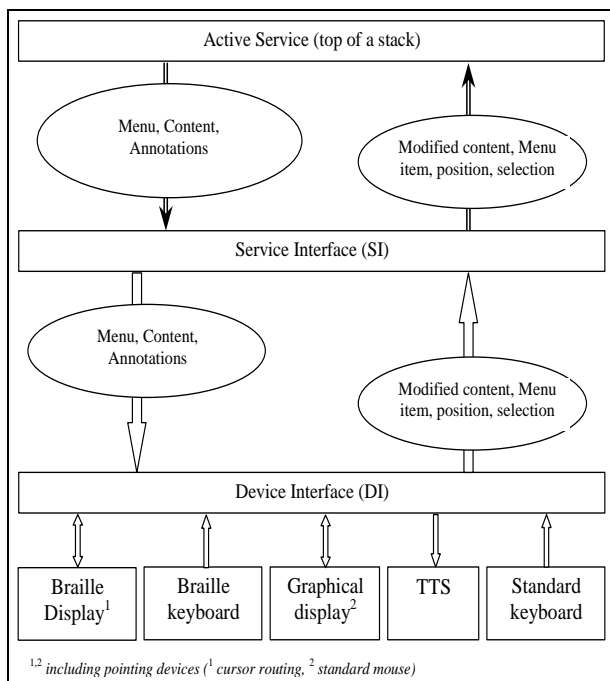 Active Service (top of a stack)
Menu, Content,
Annotations
Modified content, Menu
item, position, selection
Service Interface (SI)
Menu, Content,
Annotations
Modified content, Menu
item, position, selection
Device Interface (DI)
Braille
Display1
Braille
keyboard
Graphical
display2
TTS
Standard
keyboard
1,2 including pointing devices (1 cursor routing, 2 standard mouse)